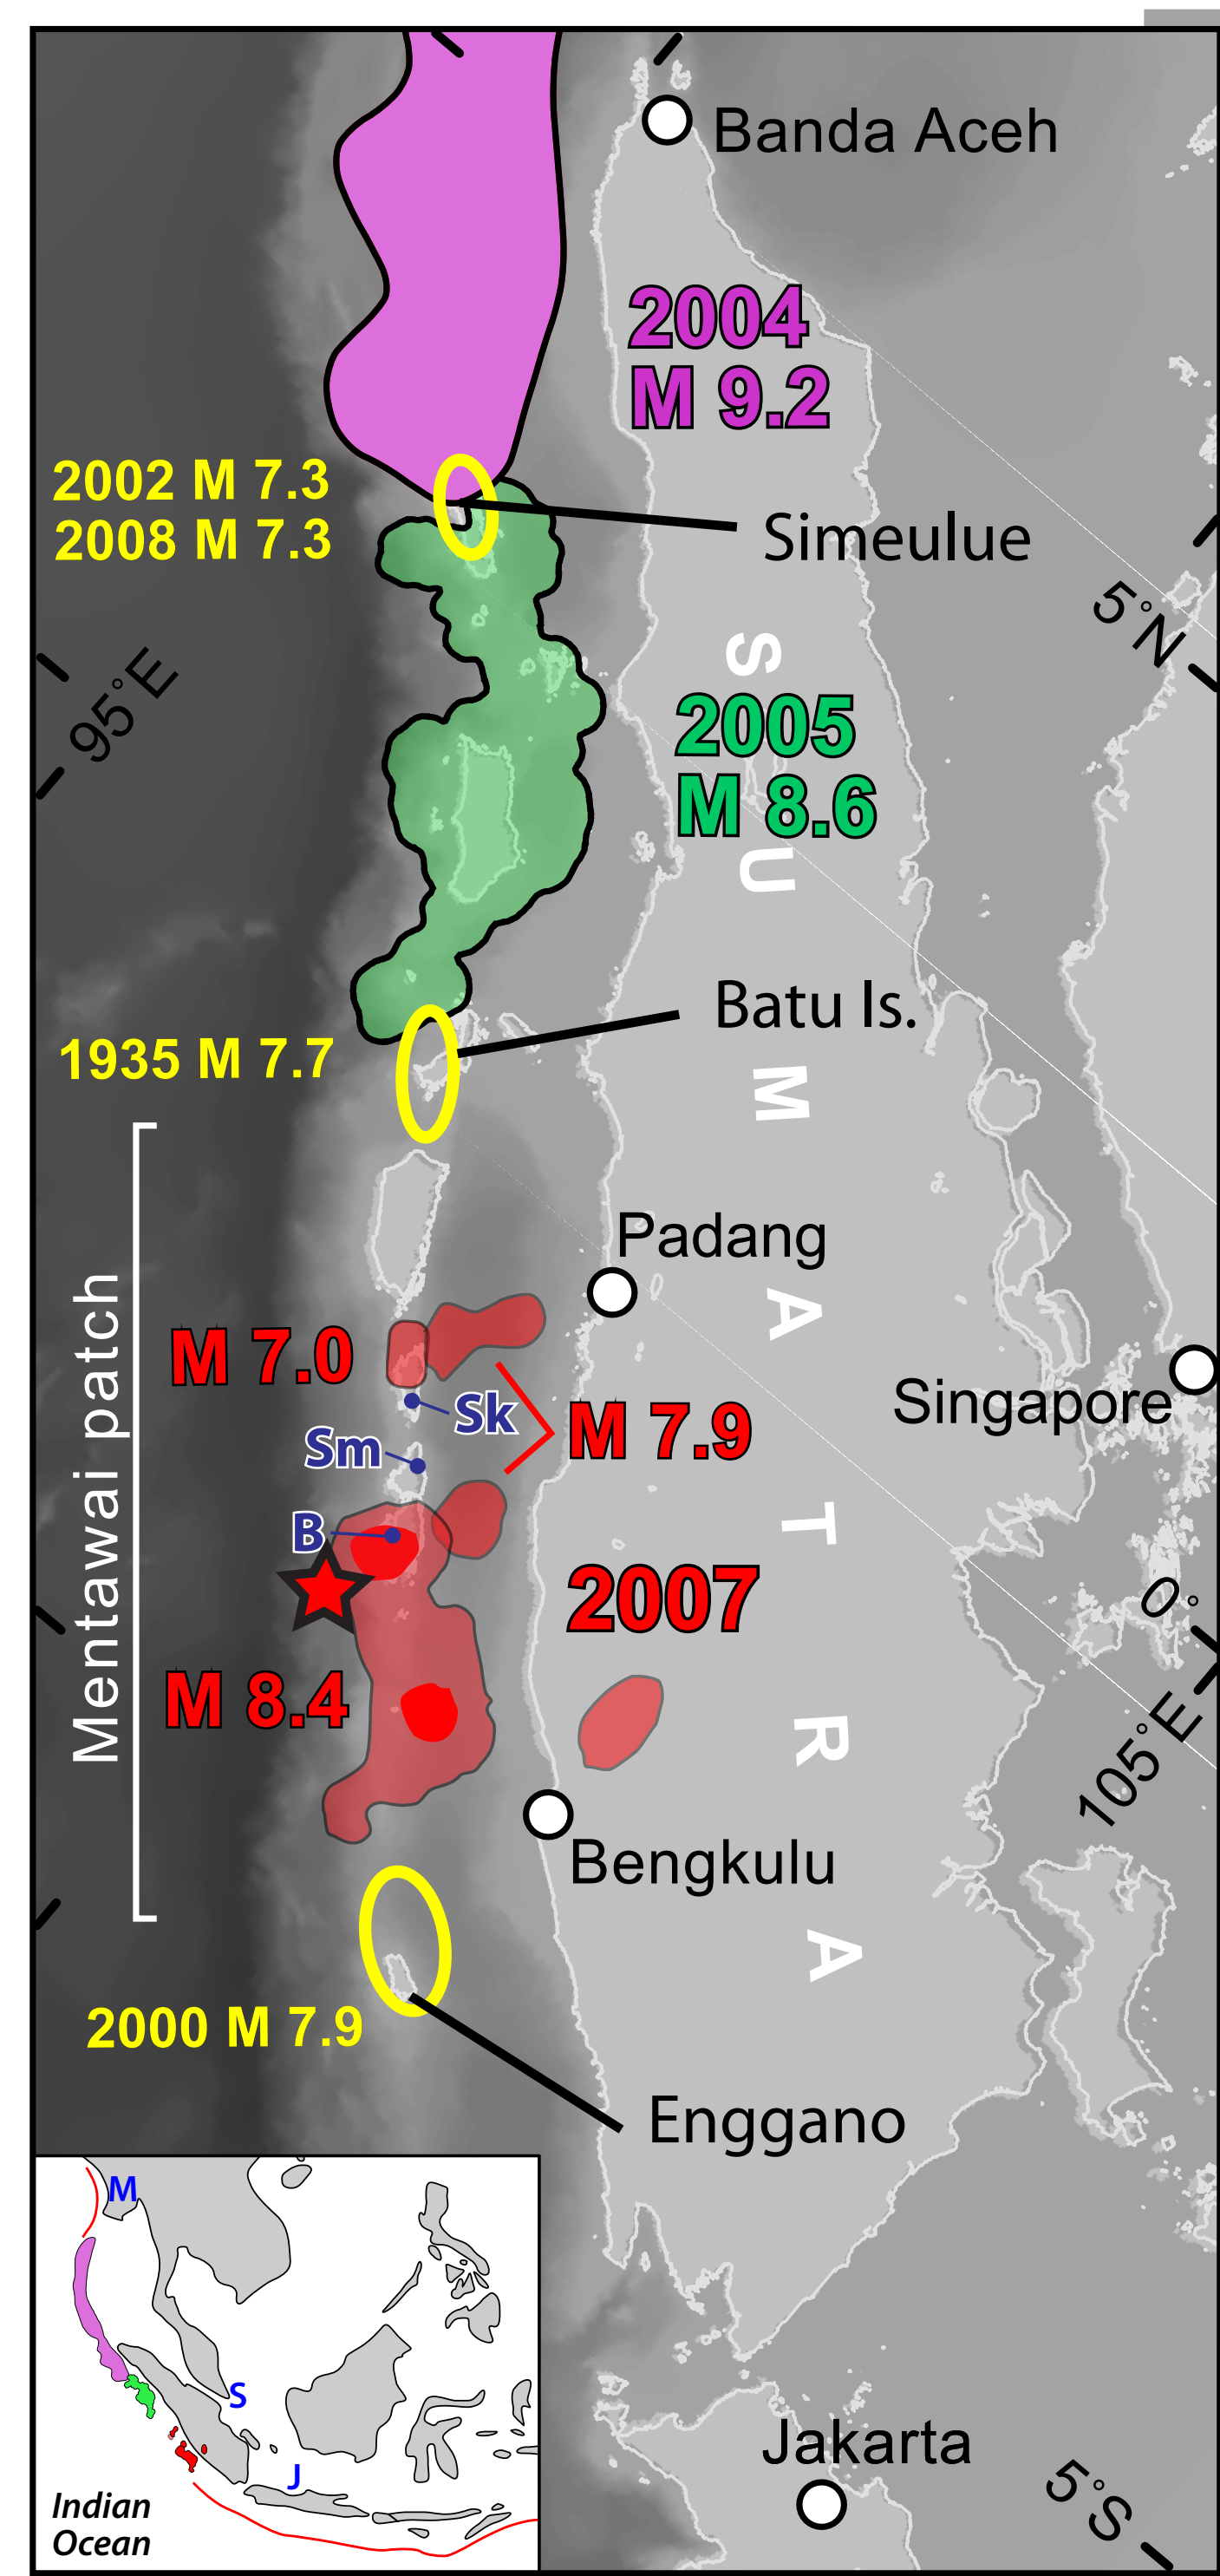 Banda Aceh
2004
M 9.2
2002 M 7.3
2008 M 7.3
Simeulue
5°N
95°E
2005
M 8.6
SUMATRA
Batu Is.
1935 M 7.7
Padang
Mentawai patch
M 7.0
Singapore
Sk
M 7.9
Sm
B
2007
0°
M 8.4
105°E
Bengkulu
2000 M 7.9
Enggano
M
S
J
Indian
Ocean
Jakarta
5°S